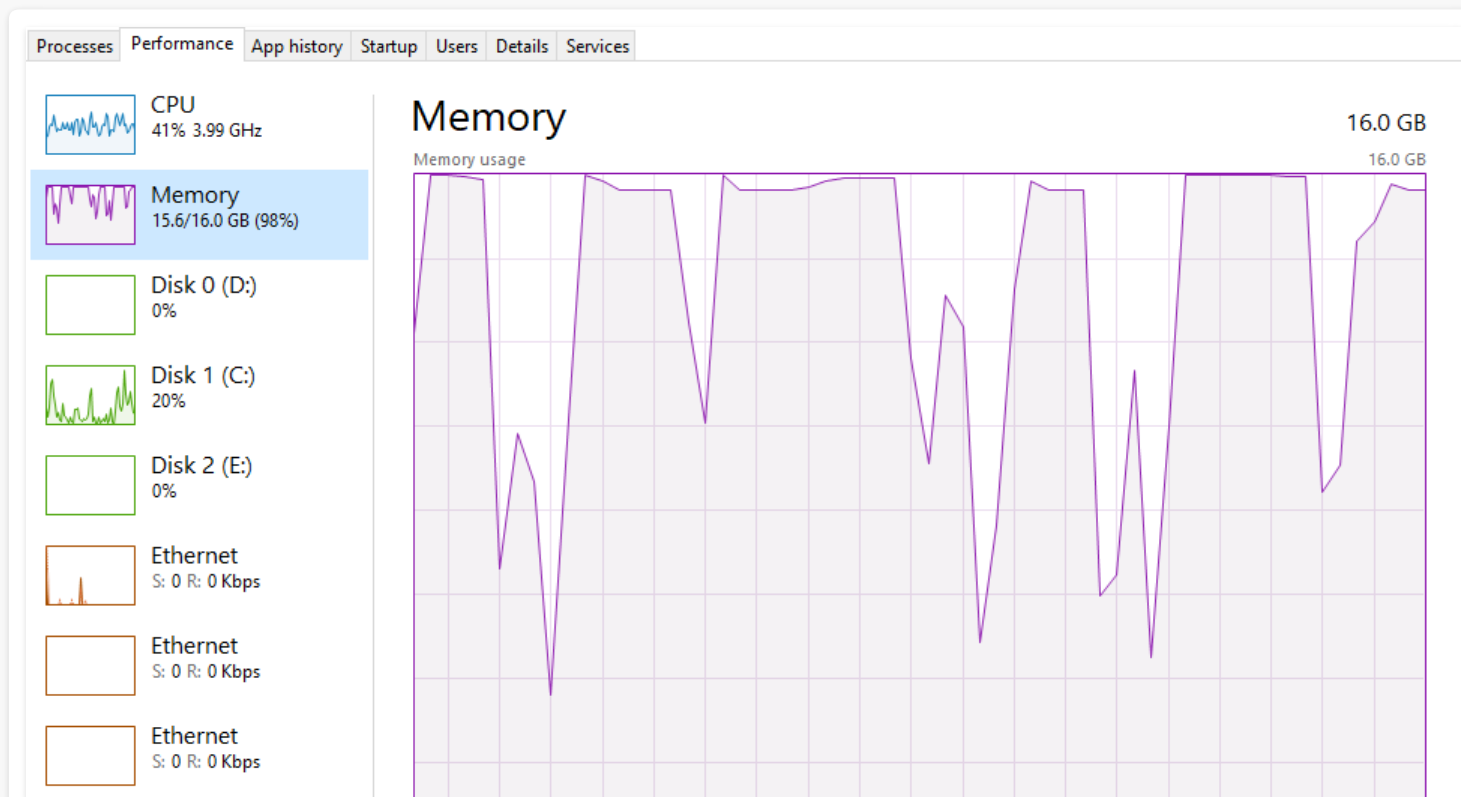 Processes Performance App history Startup Users Details Services
CPU
41% 3.99 GHz
Memory
15.6/16.0 GB (98%)
Disk 0 (D:)
0%
Disk 1 (C:)
20%
Disk 2 (E:)
0%
Ethernet
S: 0 R: 0 Kbps
Ethernet
S: 0 R: 0 Kbps
Ethernet
S: 0 R: 0 Kbps
Memory 16.0 GB
Memory usage 16.0 GB